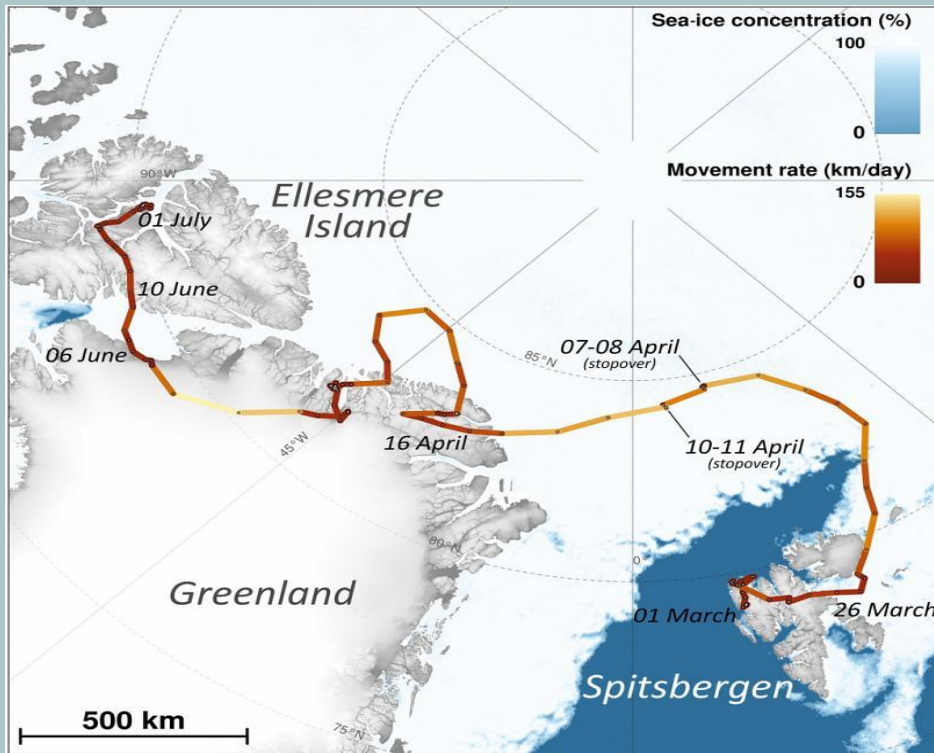 Sea-ice concentration (%)
100
0
Movement rate (km/day)
155
0
90°W
Ellesmere
Island
01 July
10 June
06 June
07-08 April
(stopover)
85°N
10-11 April
(stopover)
16 April
45°W
80°N
0
Greenland
01 March
26 March
Spitsbergen
500 km
75°N